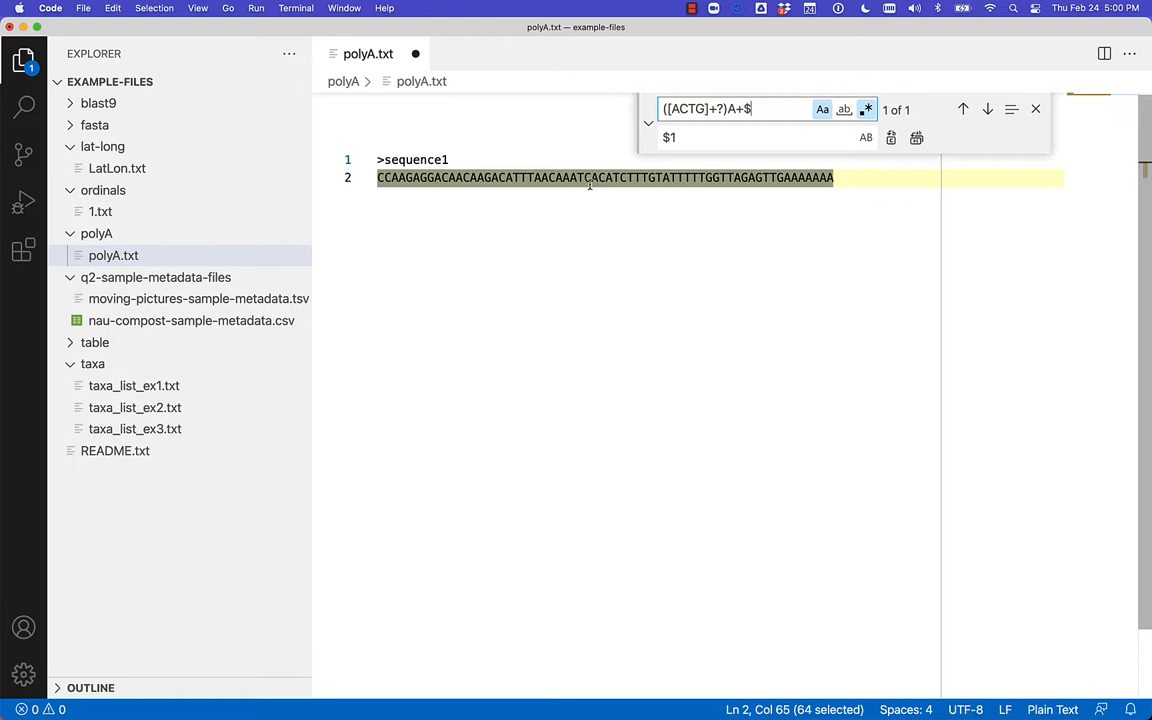 Code File Edit Selection View Go Run Terminal Window Help 24 Thu Feb 24 5:00 PM
polyA.txt — example-files
1
EXPLORER
polyA.txt
EXAMPLE-FILES
polyA > polyA.txt
blast9
([ACTG]+?)A+$ Aa ab .* 1 of 1
fasta
$1 AB
lat-long
LatLon.txt
1 >sequence1
2 CCAAGAGGACAACAAGACATTTAACAAATCACATCTTTGTATTTTTGGTTAGAGTTGAAAAAAA
ordinals
1.txt
polyA
polyA.txt
q2-sample-metadata-files
moving-pictures-sample-metadata.tsv
nau-compost-sample-metadata.csv
table
taxa
taxa_list_ex1.txt
taxa_list_ex2.txt
taxa_list_ex3.txt
README.txt
OUTLINE
0 0 Ln 2, Col 65 (64 selected) Spaces: 4 UTF-8 LF Plain Text